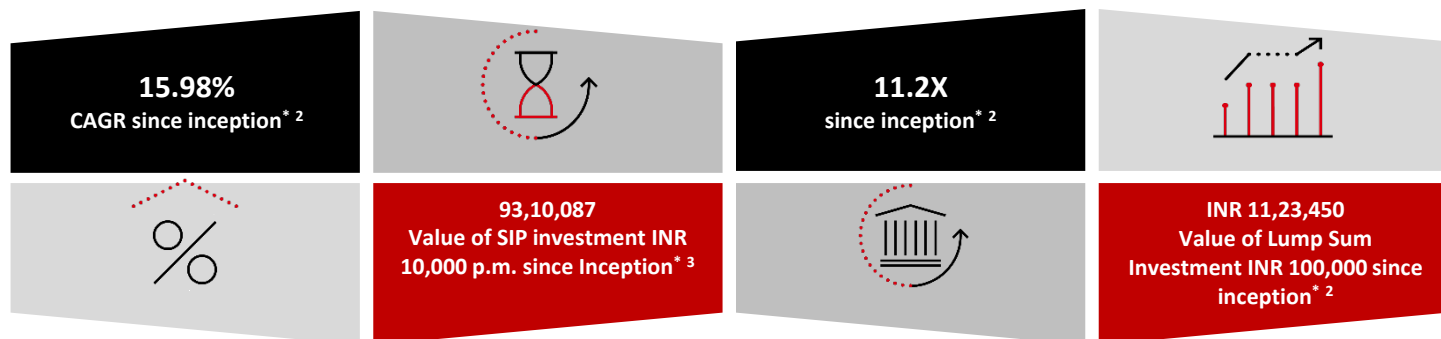 15.98%
CAGR since inception* 2
11.2X
since inception* 2
93,10,087
Value of SIP investment INR
10,000 p.m. since Inception* 3
INR 11,23,450
Value of Lump Sum
Investment INR 100,000 since
inception* 2